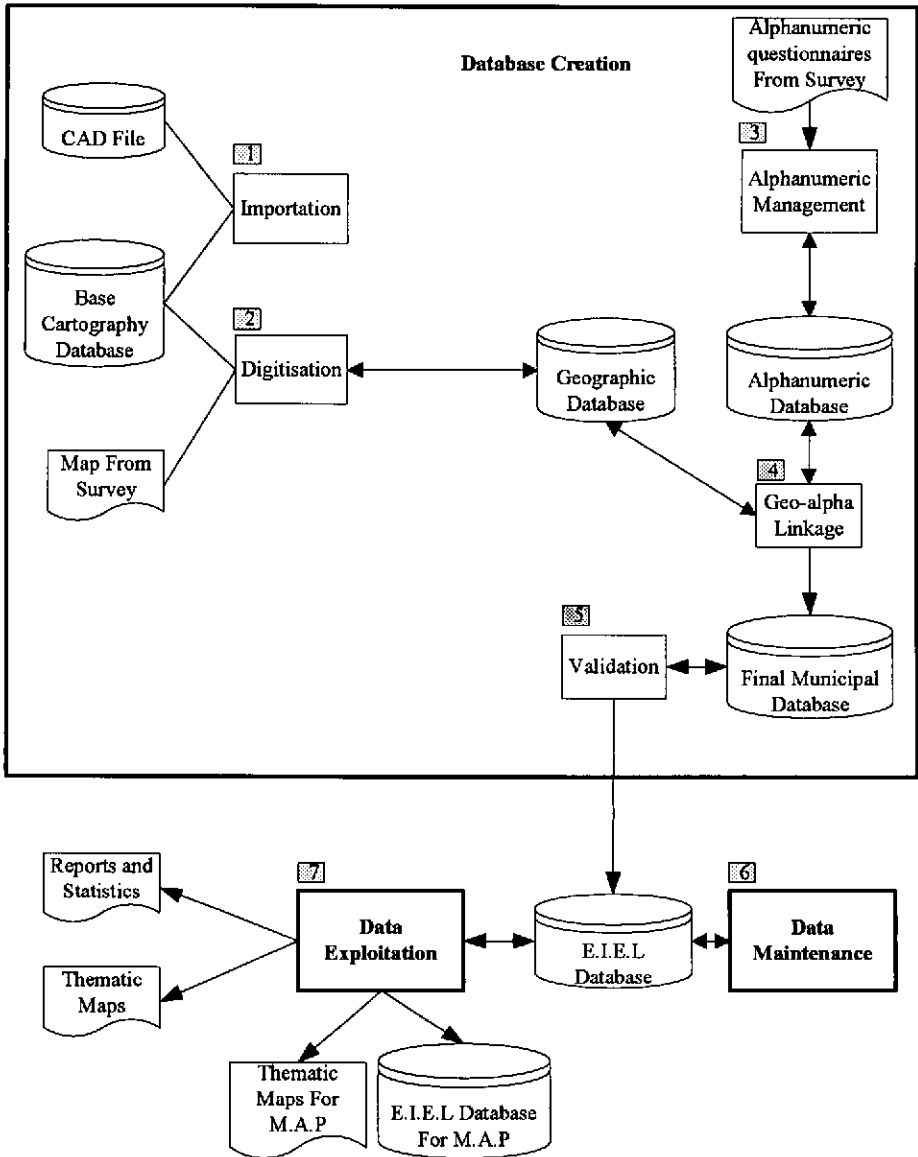 Database Creation
Alphanumeric
questionnaires
From Survey
CAD File
1
Importation
3
Alphanumeric
Management
Base
Cartography
Database
2
Digitisation
Geographic
Database
Alphanumeric
Database
Map From
Survey
4
Geo-alpha
Linkage
5
Validation
Final Municipal
Database
Reports and
Statistics
7
Data
Exploitation
E.I.E.L
Database
6
Data
Maintenance
Thematic
Maps
Thematic
Maps For
M.A.P
E.I.E.L Database
For M.A.P